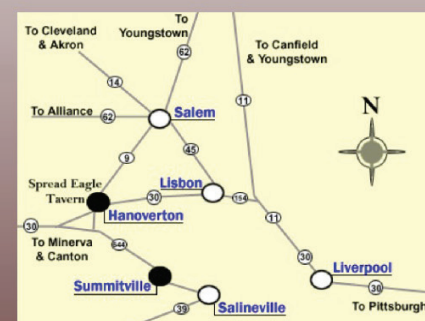 To
Youngstown
To Cleveland
& Akron
62
To Canfield
& Youngstown
14
11
To Alliance
62
Salem
N
9
45
Spread Eagle
Tavern
Lisbon
30
154
Hanoverton
11
30
To Minerva
& Canton
644
30
Liverpool
Summitville
30
Salineville
To Pittsburgh
39